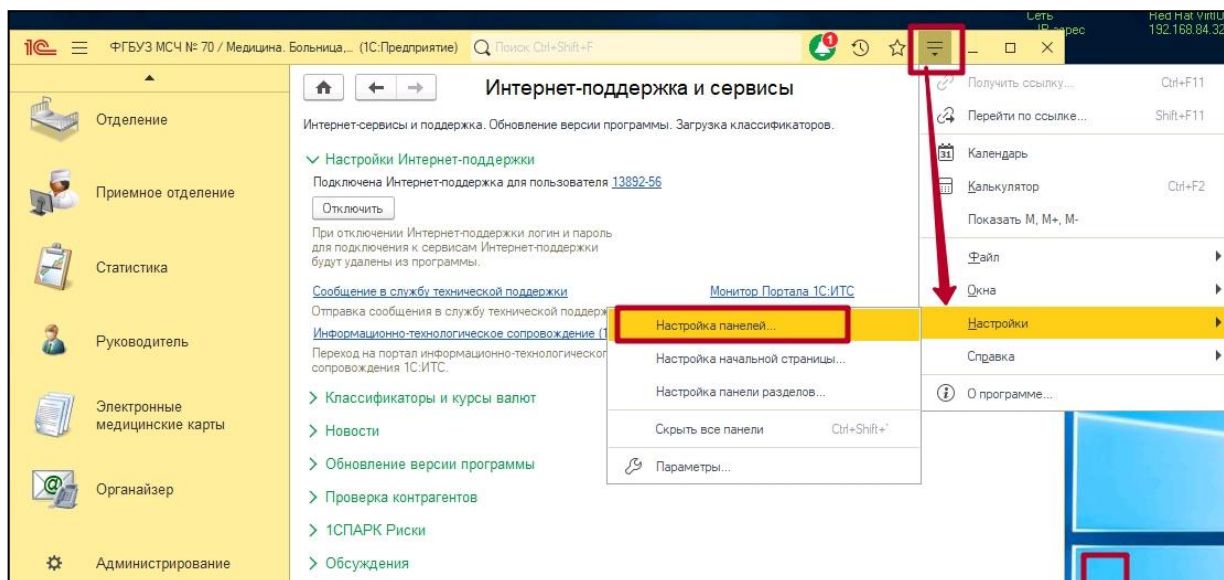 Сеть
Red Hat VirtIO
IP адрес
192.168.84.32
1С
ФГБУЗ МСЧ № 70 / Медицина. Больница,... (1С:Предприятие)
Поиск Ctrl+Shift+F
1
Отделение
Приемное отделение
Статистика
Руководитель
Электронные
медицинские карты
Органайзер
Администрирование
Интернет-поддержка и сервисы
Интернет-сервисы и поддержка. Обновление версии программы. Загрузка классификаторов.
Настройки Интернет-поддержки
Подключена Интернет-поддержка для пользователя 13892-56
Отключить
При отключении Интернет-поддержки логин и пароль
для подключения к сервисам Интернет-поддержки
будут удалены из программы.
Сообщение в службу технической поддержки
Монитор Портала 1С:ИТС
Отправка сообщения в службу технической поддерж
Информационно-технологическое сопровождение (1
Переход на портал информационно-технологическог
сопровождения 1С:ИТС.
Классификаторы и курсы валют
Новости
Обновление версии программы
Проверка контрагентов
1СПАРК Риски
Обсуждения
Получить ссылку... Ctrl+F11
Перейти по ссылке... Shift+F11
31 Календарь
Калькулятор Ctrl+F2
Показать М, М+, М-
Файл
Окна
Настройки
Справка
О программе...
Настройка панелей...
Настройка начальной страницы...
Настройка панели разделов...
Скрыть все панели Ctrl+Shift+`
Параметры...